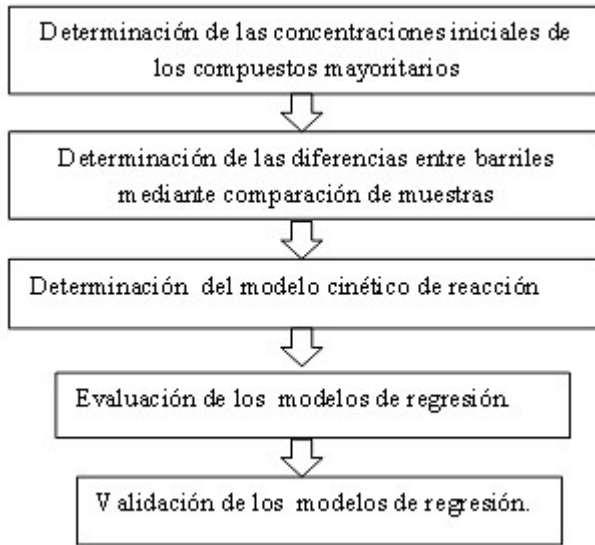 Determinación de las concentraciones iniciales de
los compuestos mayoritarios
Determinación de las diferencias entre barriles
mediante comparación de muestras
Determinación del modelo cinético de reacción
Evaluación de los modelos de regresión.
Validación de los modelos de regresión.